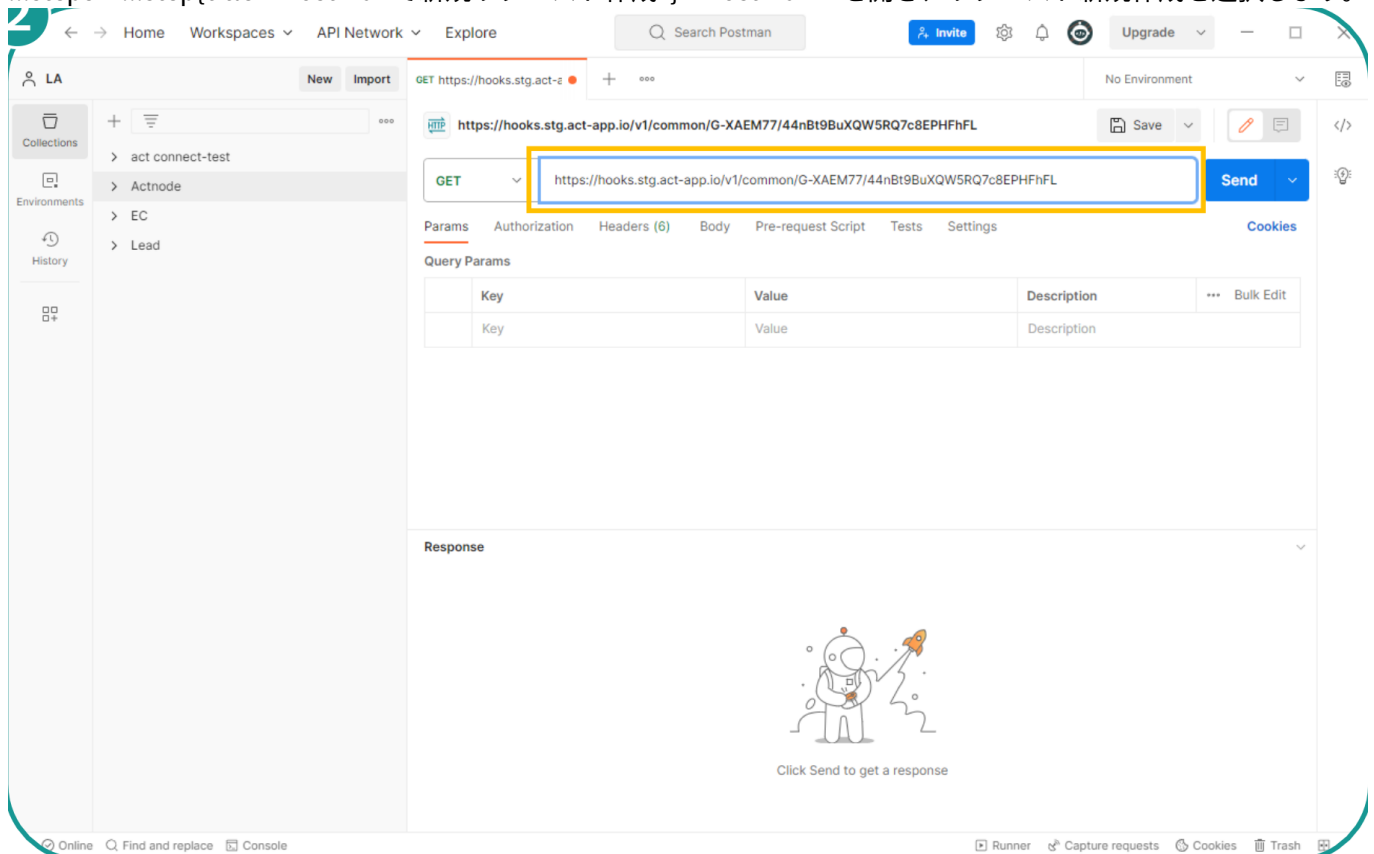 2
Home Workspaces API Network Explore Search Postman Invite Upgrade
LA New Import GET https://hooks.stg.act-a No Environment
Collections
Environments
History
act connect-test
Actnode
EC
Lead
HTTP https://hooks.stg.act-app.io/v1/common/G-XAEM77/44nBt9BuXQW5RQ7c8EPHFhFL Save
GET https://hooks.stg.act-app.io/v1/common/G-XAEM77/44nBt9BuXQW5RQ7c8EPHFhFL Send
Params Authorization Headers (6) Body Pre-request Script Tests Settings Cookies
Query Params
Key Value Description Bulk Edit
Key Value Description
Response
Click Send to get a response
Online Find and replace Console Runner Capture requests Cookies Trash